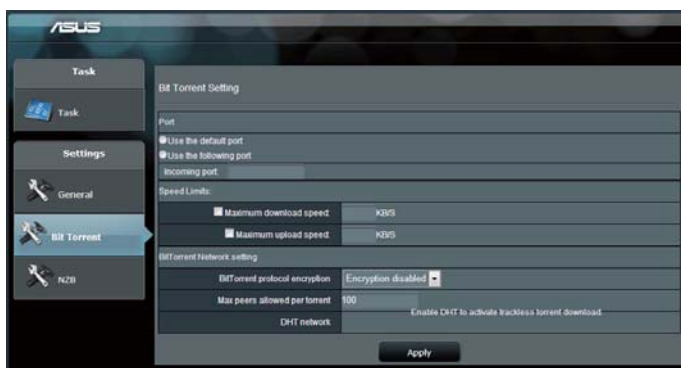 ASUS
Task
Task
Settings
General
Bit Torrent
NZB
Bit Torrent Setting
Port
Use the default port
Use the following port
Incoming port:
Speed Limits:
Maximum download speed: KB/S
Maximum upload speed: KB/S
BitTorrent Network setting
BitTorrent protocol encryption Encryption disabled
Max peers allowed per torrent 100
DHT network Enable DHT to activate trackless torrent download.
Apply